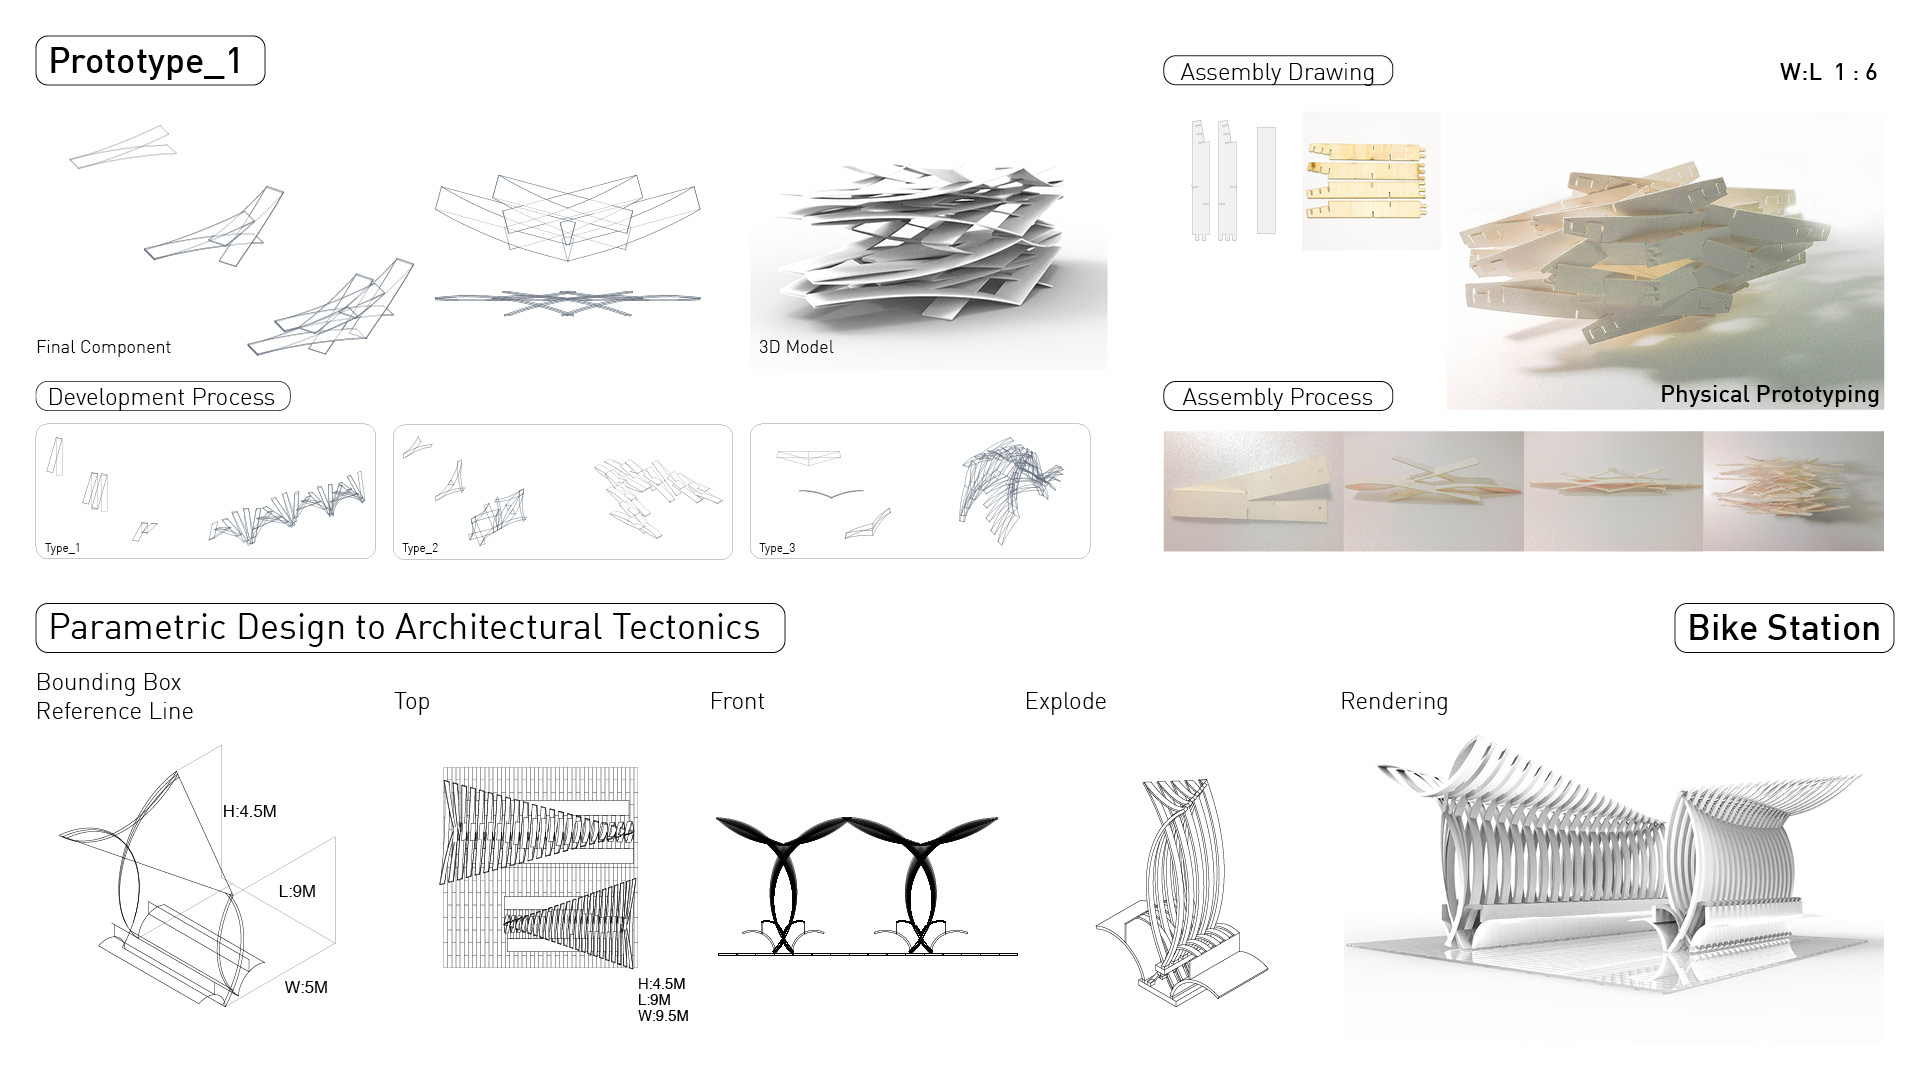 Prototype_1
Final Component
3D Model
Assembly Drawing
W:L 1 : 6
Physical Prototyping
Development Process
Type_1
Type_2
Type_3
Assembly Process
Parametric Design to Architectural Tectonics
Bike Station
Bounding Box
Reference Line
H:4.5M
L:9M
W:5M
Top
H:4.5M
L:9M
W:9.5M
Front
Explode
Rendering